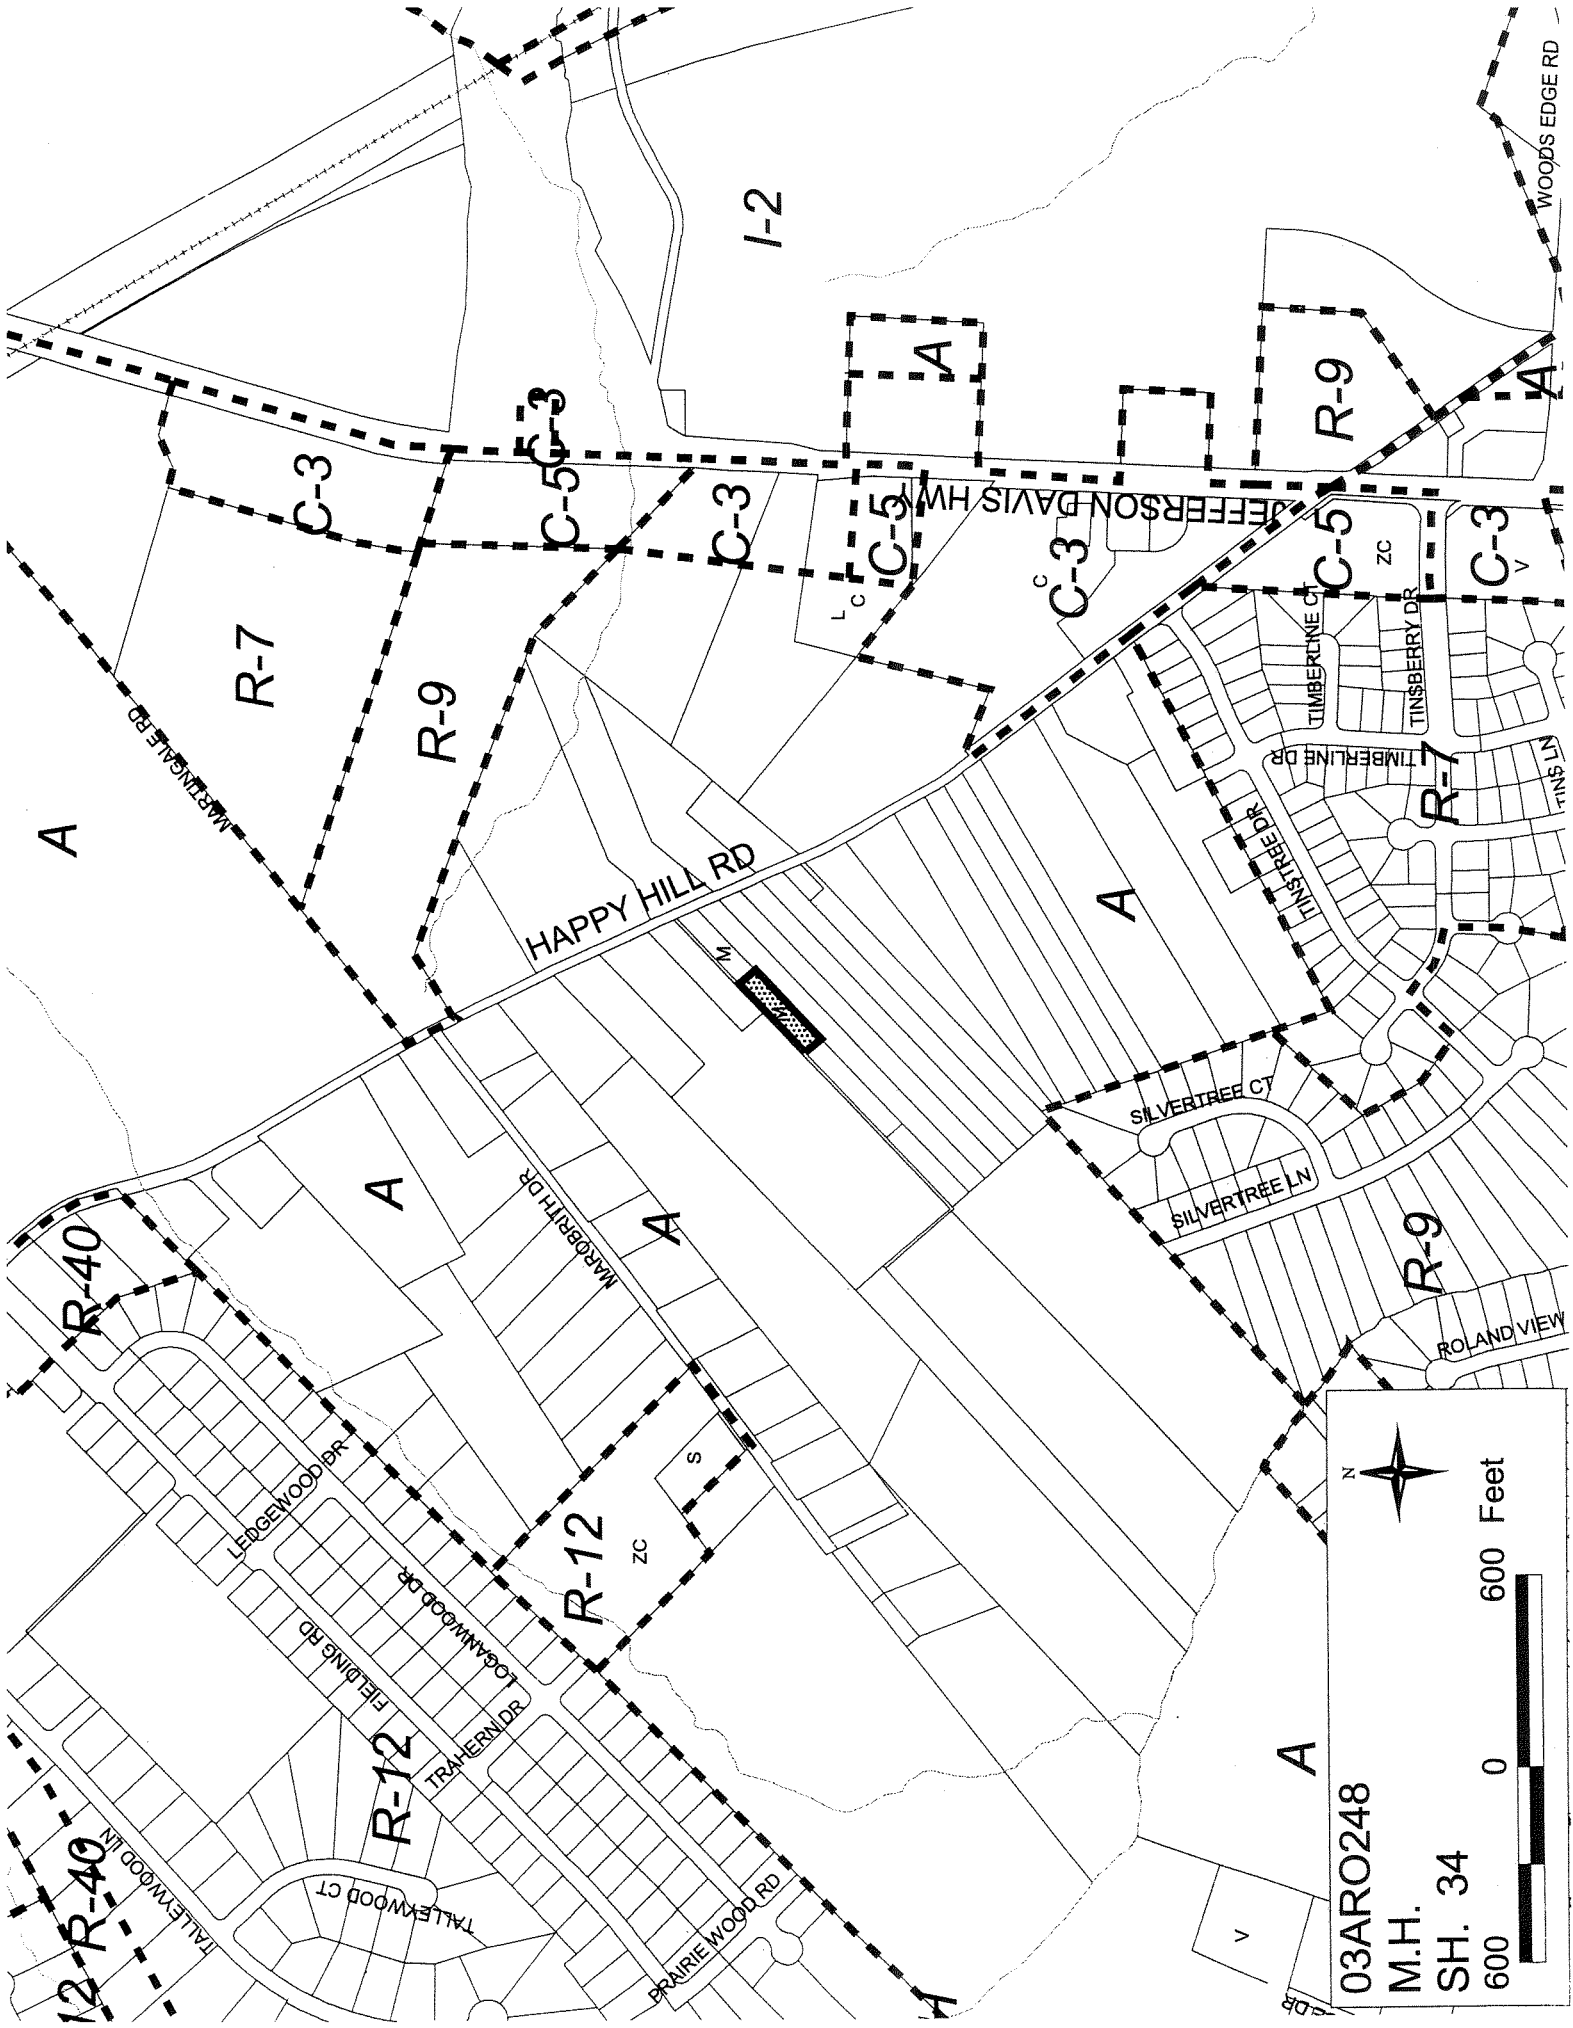 A
R-7
R-9
MARTINGALE RD
C-3
C-3
C-5
C-3
C-5
I-2
A
R-9
A
WOODS EDGE RD
JEFFERSON DAVIS HWY
L
C
C
C-3
C-5
ZC
C-3
V
TIMBERLINE CT
TINSBERRY DR
TIMBERLINE DR
R-7
TINS LN
TINSTREE DR
HAPPY HILL RD
A
M
M
SILVERTREE CT
SILVERTREE LN
R-9
ROLAND VIEW
R-40
A
MAROBRITH DR
A
S
R-12
ZC
LEDGEWOOD DR
LOGANWOOD DR
FIELDING RD
TRAHERN DR
R-12
TALLEYWOOD LN
TALLEYWOOD CT
PRAIRIE WOOD RD
R-40
12
A
V
DR
03ARO248
M.H.
SH. 34
600 0 600 Feet
N